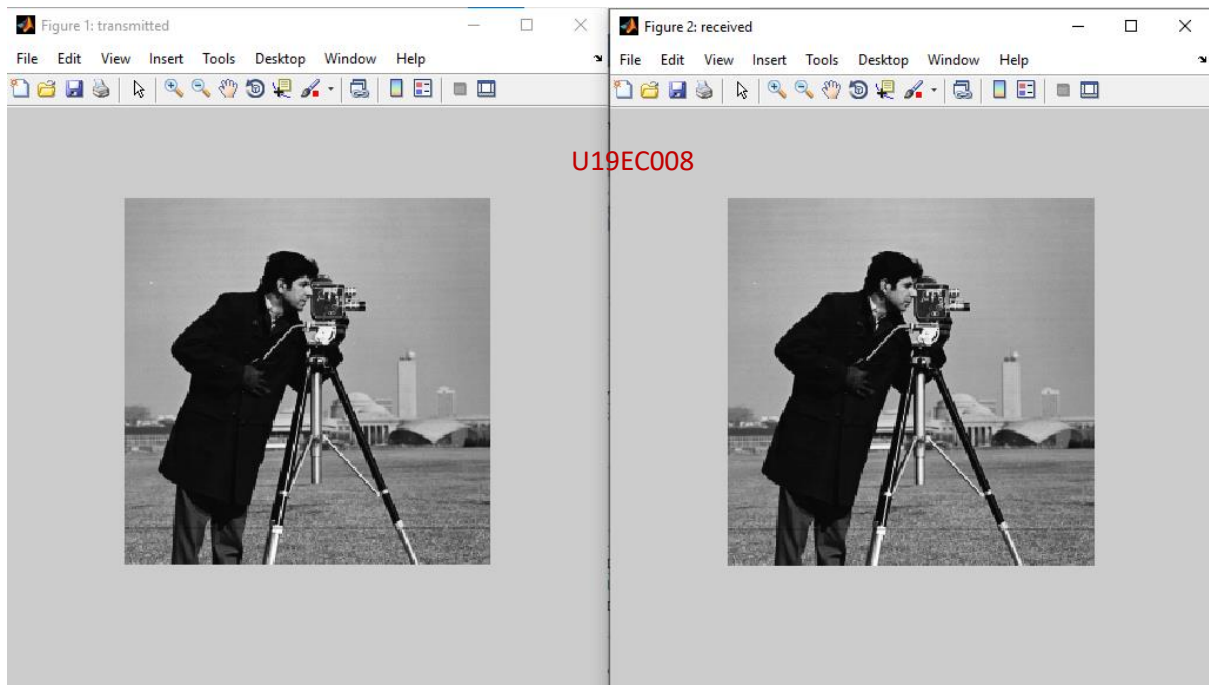 Figure 1: transmitted
File Edit View Insert Tools Desktop Window Help
Figure 2: received
File Edit View Insert Tools Desktop Window Help
U19EC008